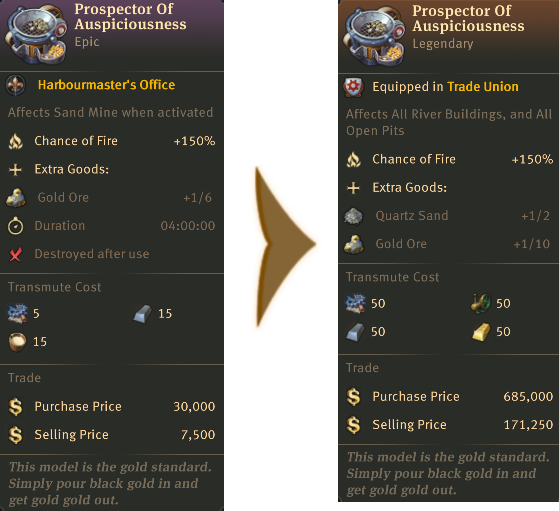 Prospector Of
Auspiciousness
Epic
Harbourmaster's Office
Affects Sand Mine when activated
Chance of Fire +150%
Extra Goods:
Gold Ore +1/6
Duration 04:00:00
Destroyed after use
Transmute Cost
5 15
15
Trade
Purchase Price 30,000
Selling Price 7,500
This model is the gold standard.
Simply pour black gold in and
get gold gold out.
Prospector Of
Auspiciousness
Legendary
Equipped in Trade Union
Affects All River Buildings, and All
Open Pits
Chance of Fire +150%
Extra Goods:
Quartz Sand +1/2
Gold Ore +1/10
Transmute Cost
50 50
50 50
Trade
Purchase Price 685,000
Selling Price 171,250
This model is the gold standard.
Simply pour black gold in and
get gold gold out.